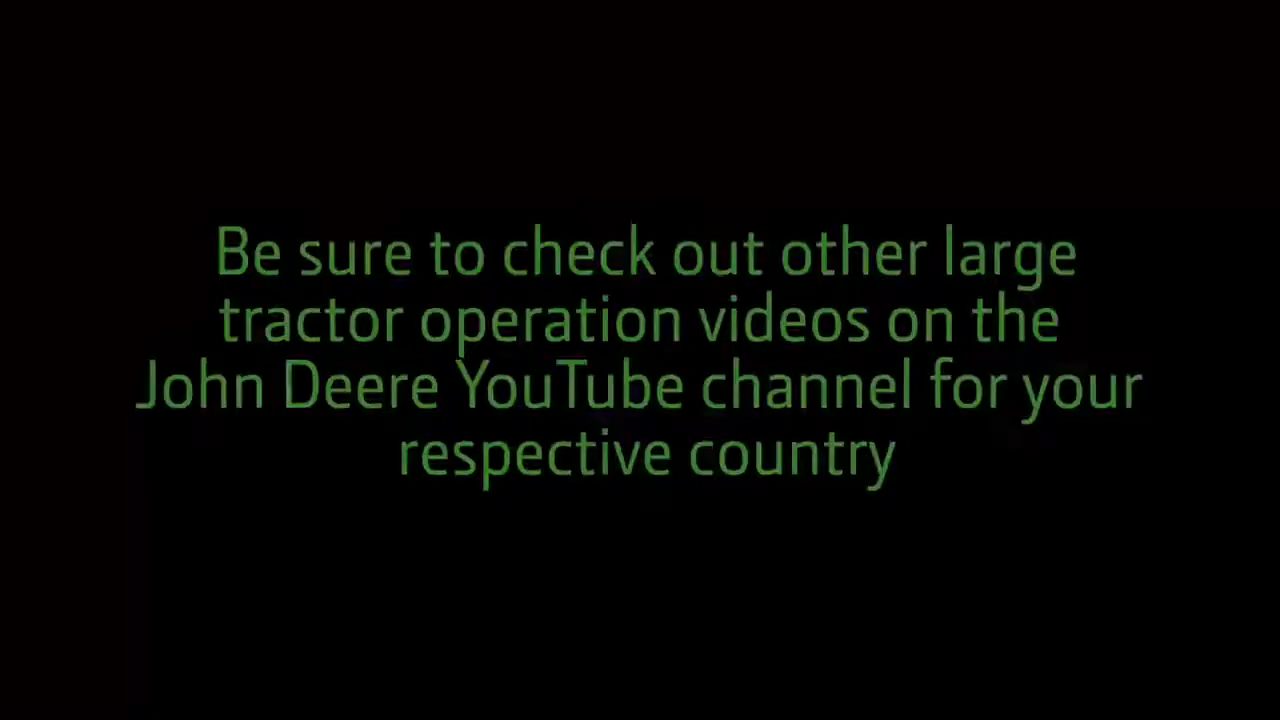 Be sure to check out other large
tractor operation videos on the
John Deere YouTube channel for your
respective country